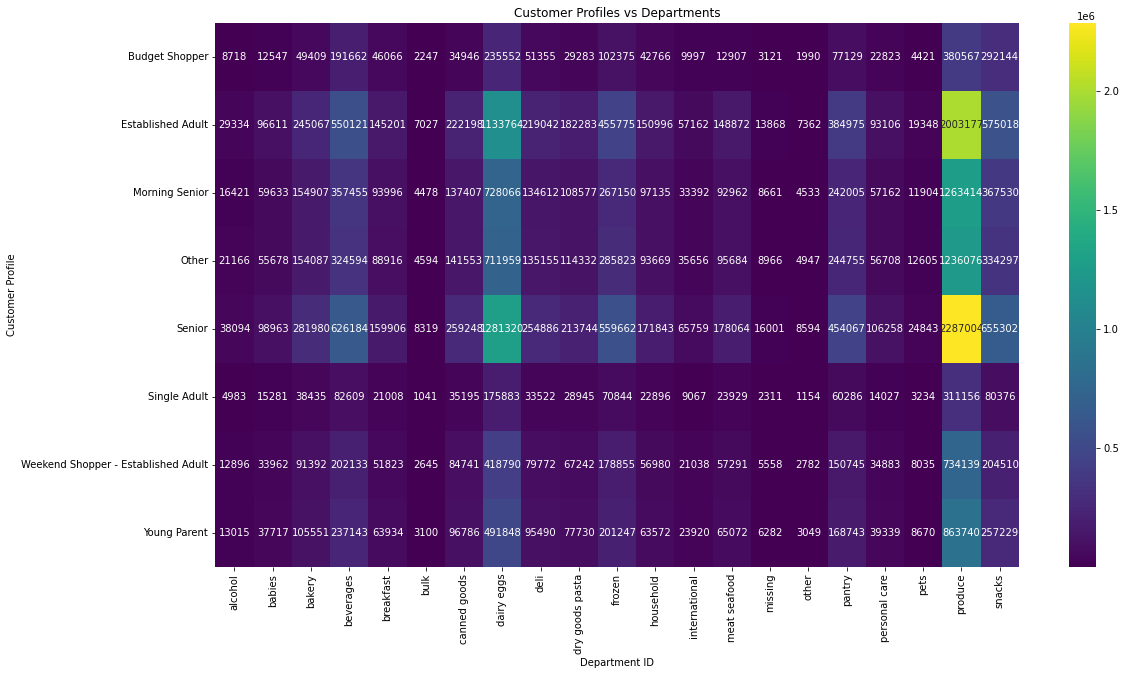 Customer Profiles vs Departments
1e6
Budget Shopper 8718 12547 49409 191662 46066 2247 34946 235552 51355 29283 102375 42766 9997 12907 3121 1990 77129 22823 4421 380567 292144
Established Adult 29334 96611 245067 550121 145201 7027 222198 1133764 219042 182283 455775 150996 57162 148872 13868 7362 384975 93106 19348 2003177 575018
Morning Senior 16421 59633 154907 357455 93996 4478 137407 728066 134612 108577 267150 97135 33392 92962 8661 4533 242005 57162 11904 1263414 367530
Other 21166 55678 154087 324594 88916 4594 141553 711959 135155 114332 285823 93669 35656 95684 8966 4947 244755 56708 12605 1236076 334297
Senior 38094 98963 281980 626184 159906 8319 259248 1281320 254886 213744 559662 171843 65759 178064 16001 8594 454067 106258 24843 2287004 655302
Single Adult 4983 15281 38435 82609 21008 1041 35195 175883 33522 28945 70844 22896 9067 23929 2311 1154 60286 14027 3234 311156 80376
Weekend Shopper - Established Adult 12896 33962 91392 202133 51823 2645 84741 418790 79772 67242 178855 56980 21038 57291 5558 2782 150745 34883 8035 734139 204510
Young Parent 13015 37717 105551 237143 63934 3100 96786 491848 95490 77730 201247 63572 23920 65072 6282 3049 168743 39339 8670 863740 257229
Customer Profile
alcohol babies bakery beverages breakfast bulk canned goods dairy eggs deli dry goods pasta frozen household international meat seafood missing other pantry personal care pets produce snacks
Department ID
2.0
1.5
1.0
0.5